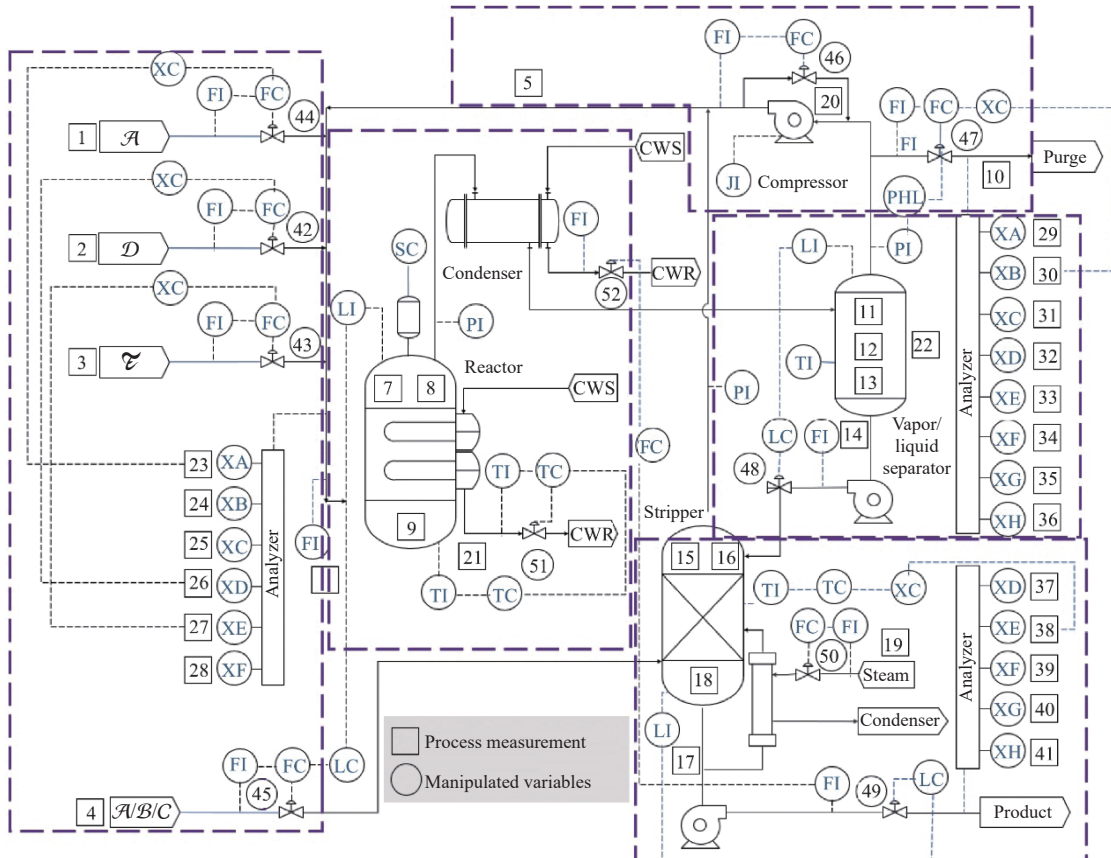 FI
FC
46
XC
5
20
FI
FC
XC
FI
FC
44
47
1
A
FI
Purge
CWS
10
JI
Compressor
XC
PHL
FI
FC
42
FI
LI
PI
XA
29
2
D
SC
Condenser
CWR
XB
30
52
XC
LI
11
XC
31
FI
FC
43
PI
12
22
XD
32
3
E
Reactor
TI
13
XE
33
7
8
CWS
PI
Analyzer
FC
LC
FI
14
Vapor/
liquid
separator
XF
34
23
XA
TI
TC
48
XG
35
24
XB
Stripper
XH
36
9
CWR
25
XC
FI
21
51
15
16
Analyzer
26
XD
TI
TC
TI
TC
XC
XD
37
27
XE
FC
FI
XE
38
50
19
28
XF
18
Steam
XF
39
Analyzer
XG
40
Process measurement
LI
Condenser
XH
41
FI
FC
LC
17
Manipulated variables
45
FI
49
LC
4
A/B/C
Product